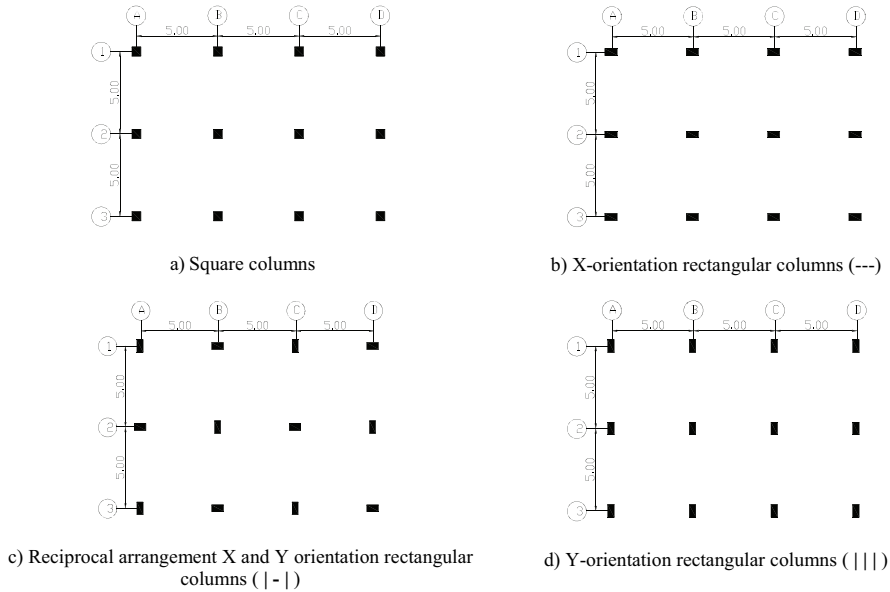 A B C D
5.00 5.00 5.00
1
5.00
2
5.00
3
a) Square columns
A B C D
5.00 5.00 5.00
1
5.00
2
5.00
3
b) X-orientation rectangular columns (---)
A B C D
5.00 5.00 5.00
1
5.00
2
5.00
3
c) Reciprocal arrangement X and Y orientation rectangular
columns ( | - | )
A B C D
5.00 5.00 5.00
1
5.00
2
5.00
3
d) Y-orientation rectangular columns ( | | | )